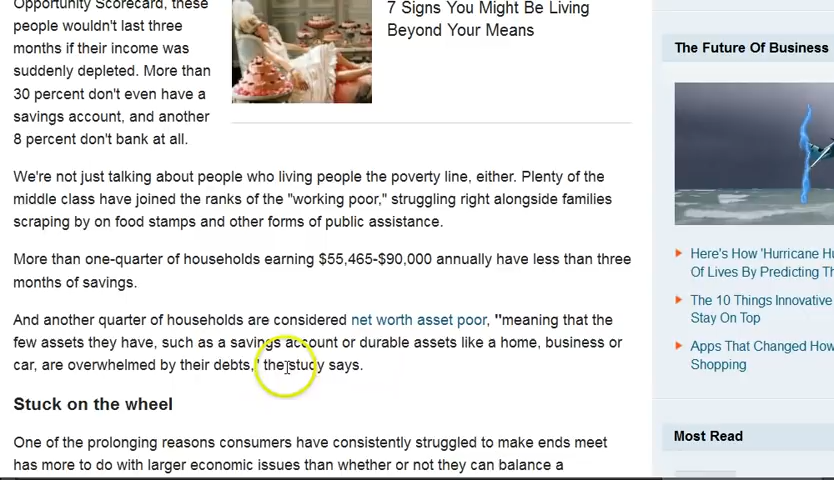 Opportunity Scorecard, these
people wouldn't last three
months if their income was
suddenly depleted. More than
30 percent don't even have a
savings account, and another
8 percent don't bank at all.
7 Signs You Might Be Living
Beyond Your Means
We're not just talking about people who living people the poverty line, either. Plenty of the
middle class have joined the ranks of the "working poor," struggling right alongside families
scraping by on food stamps and other forms of public assistance.
More than one-quarter of households earning $55,465-$90,000 annually have less than three
months of savings.
And another quarter of households are considered net worth asset poor, "meaning that the
few assets they have, such as a savings account or durable assets like a home, business or
car, are overwhelmed by their debts," the study says.
Stuck on the wheel
One of the prolonging reasons consumers have consistently struggled to make ends meet
has more to do with larger economic issues than whether or not they can balance a
The Future Of Business
Here's How 'Hurricane
Of Lives By Predicting
The 10 Things Innovative
Stay On Top
Apps That Changed How
Shopping
Most Read